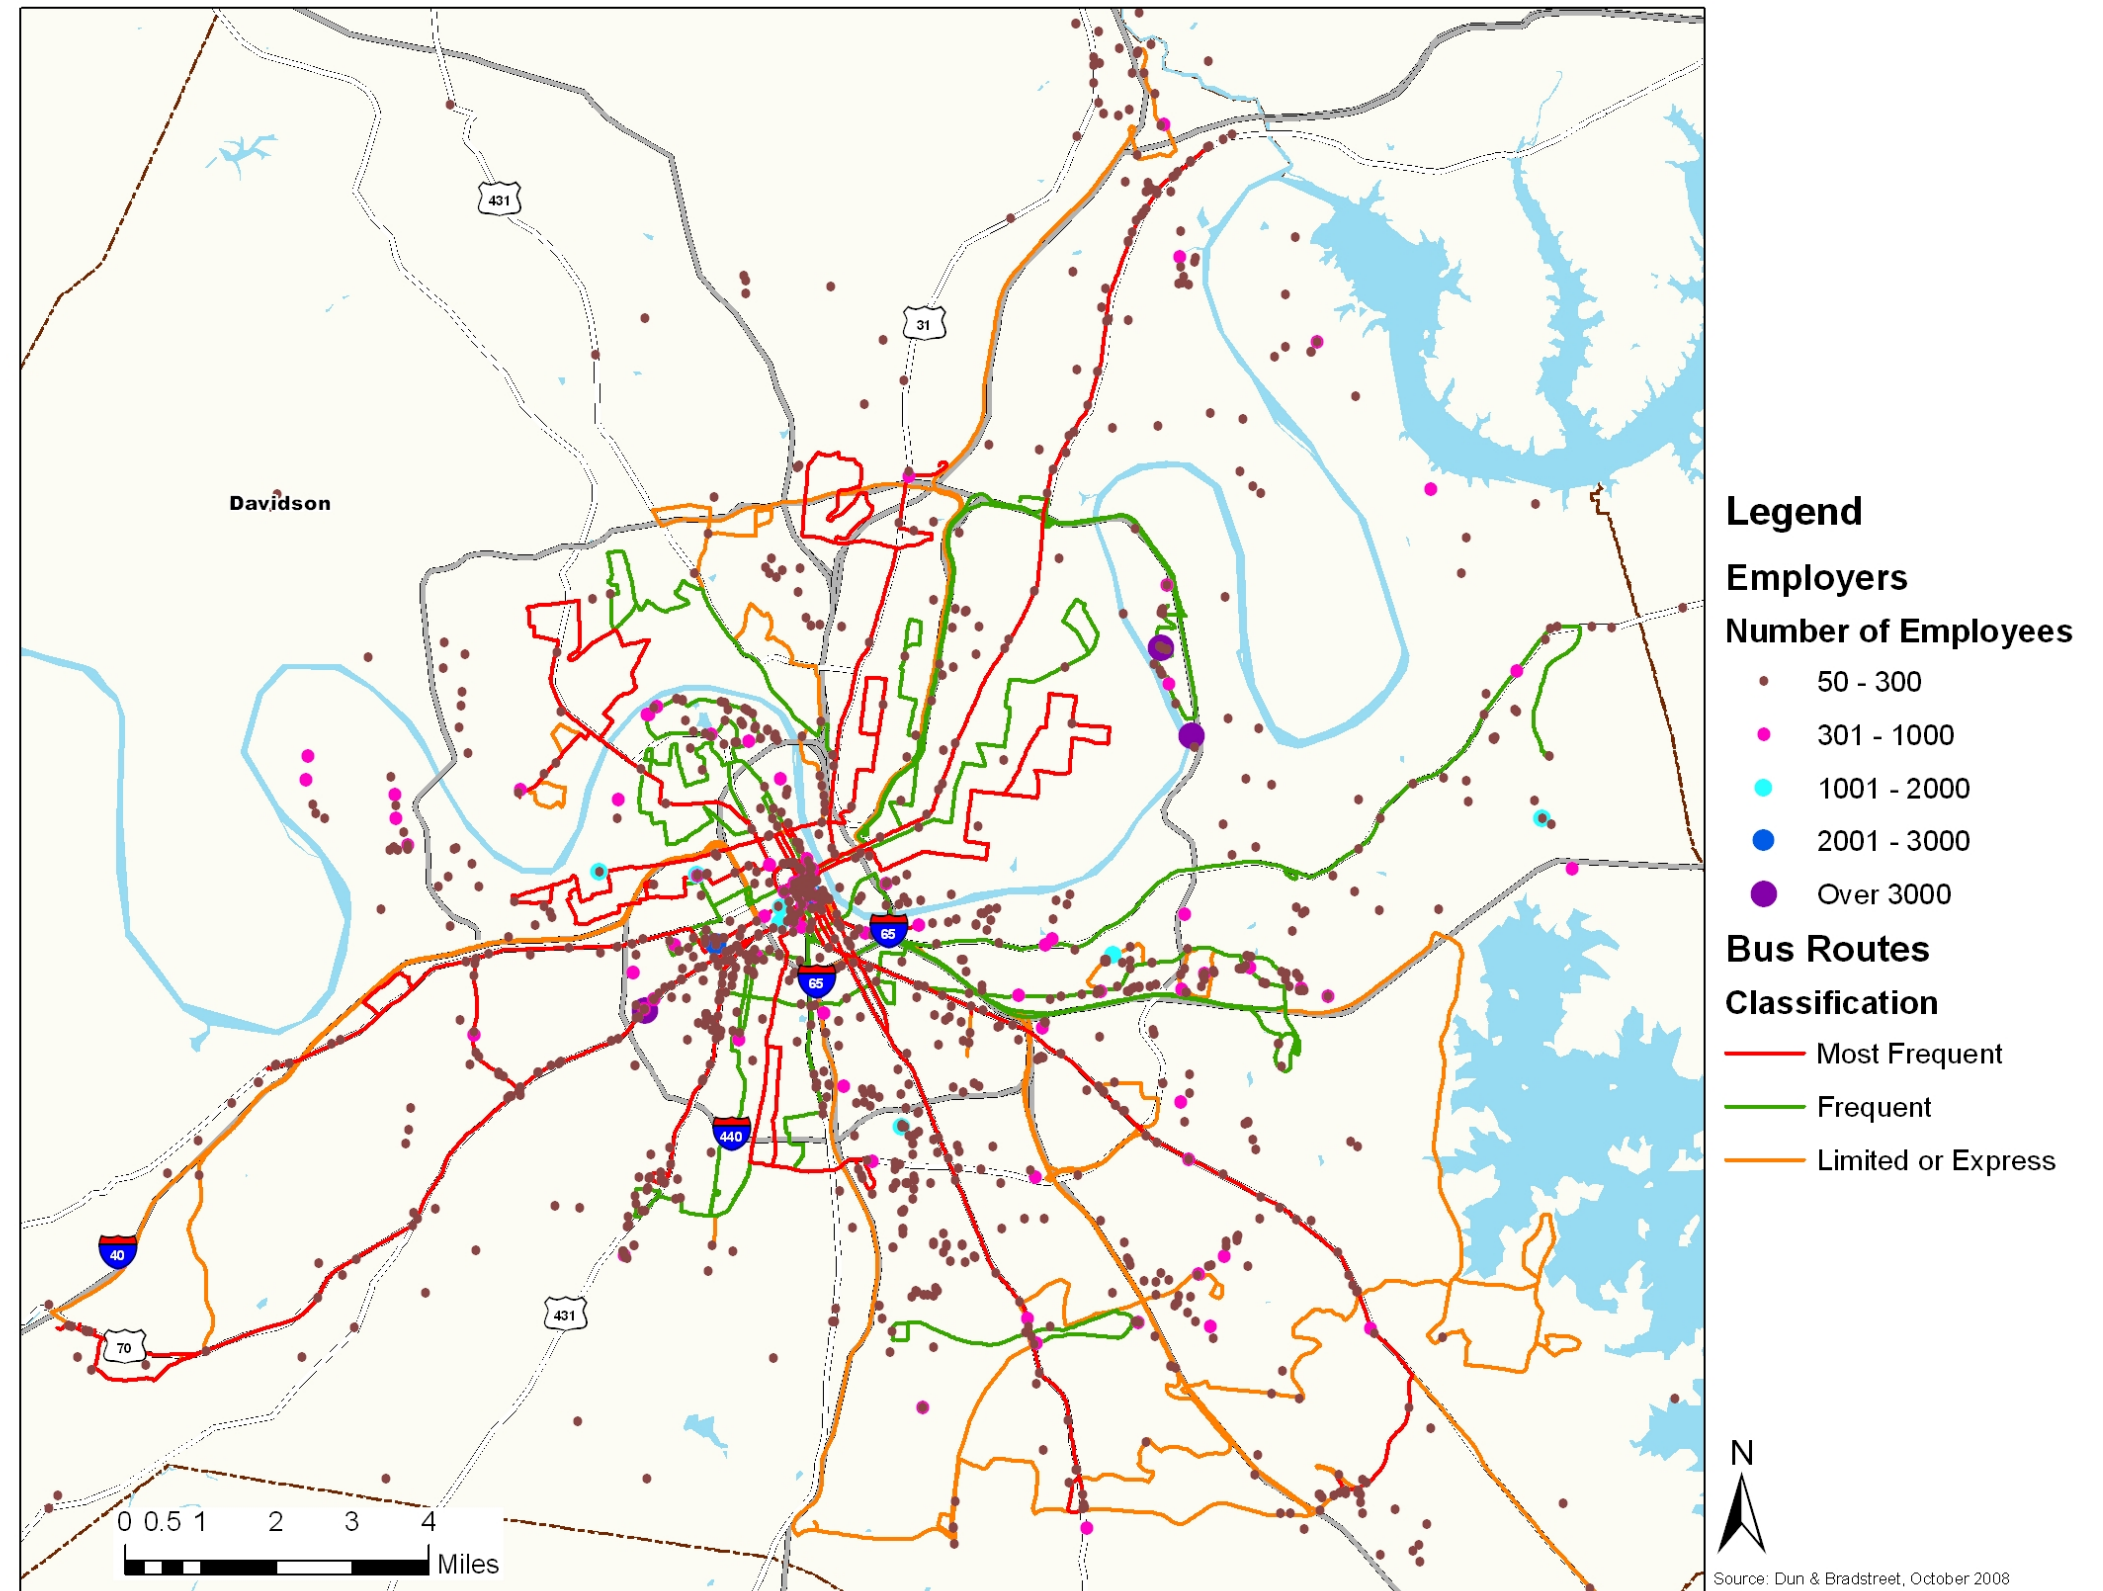 431
31
Davidson
65
65
440
40
431
70
0 0.5 1 2 3 4
Miles
Legend
Employers
Number of Employees
50 - 300
301 - 1000
1001 - 2000
2001 - 3000
Over 3000
Bus Routes
Classification
Most Frequent
Frequent
Limited or Express
N
Source: Dun & Bradstreet, October 2008